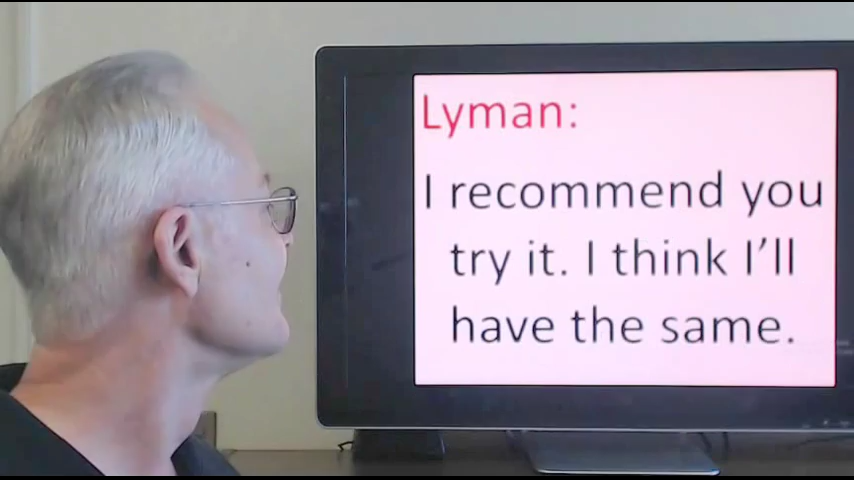 Lyman:
I recommend you
try it. I think I’ll
have the same.